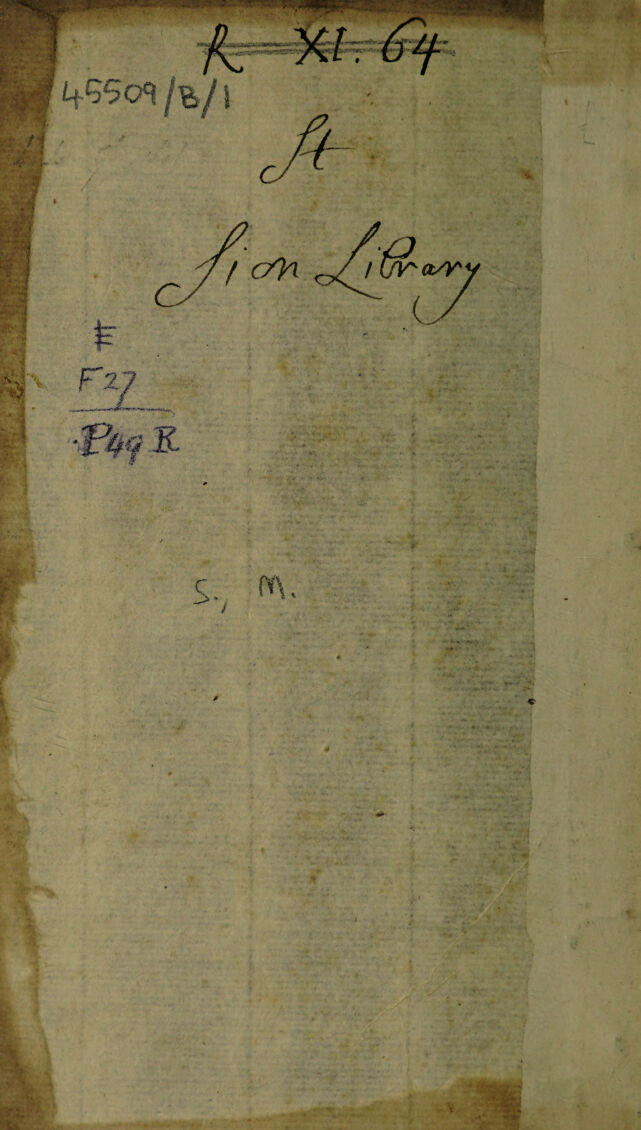 R XI. 64
45509/B/1
St
Sion Library
E
F27
P49 R
S., M.